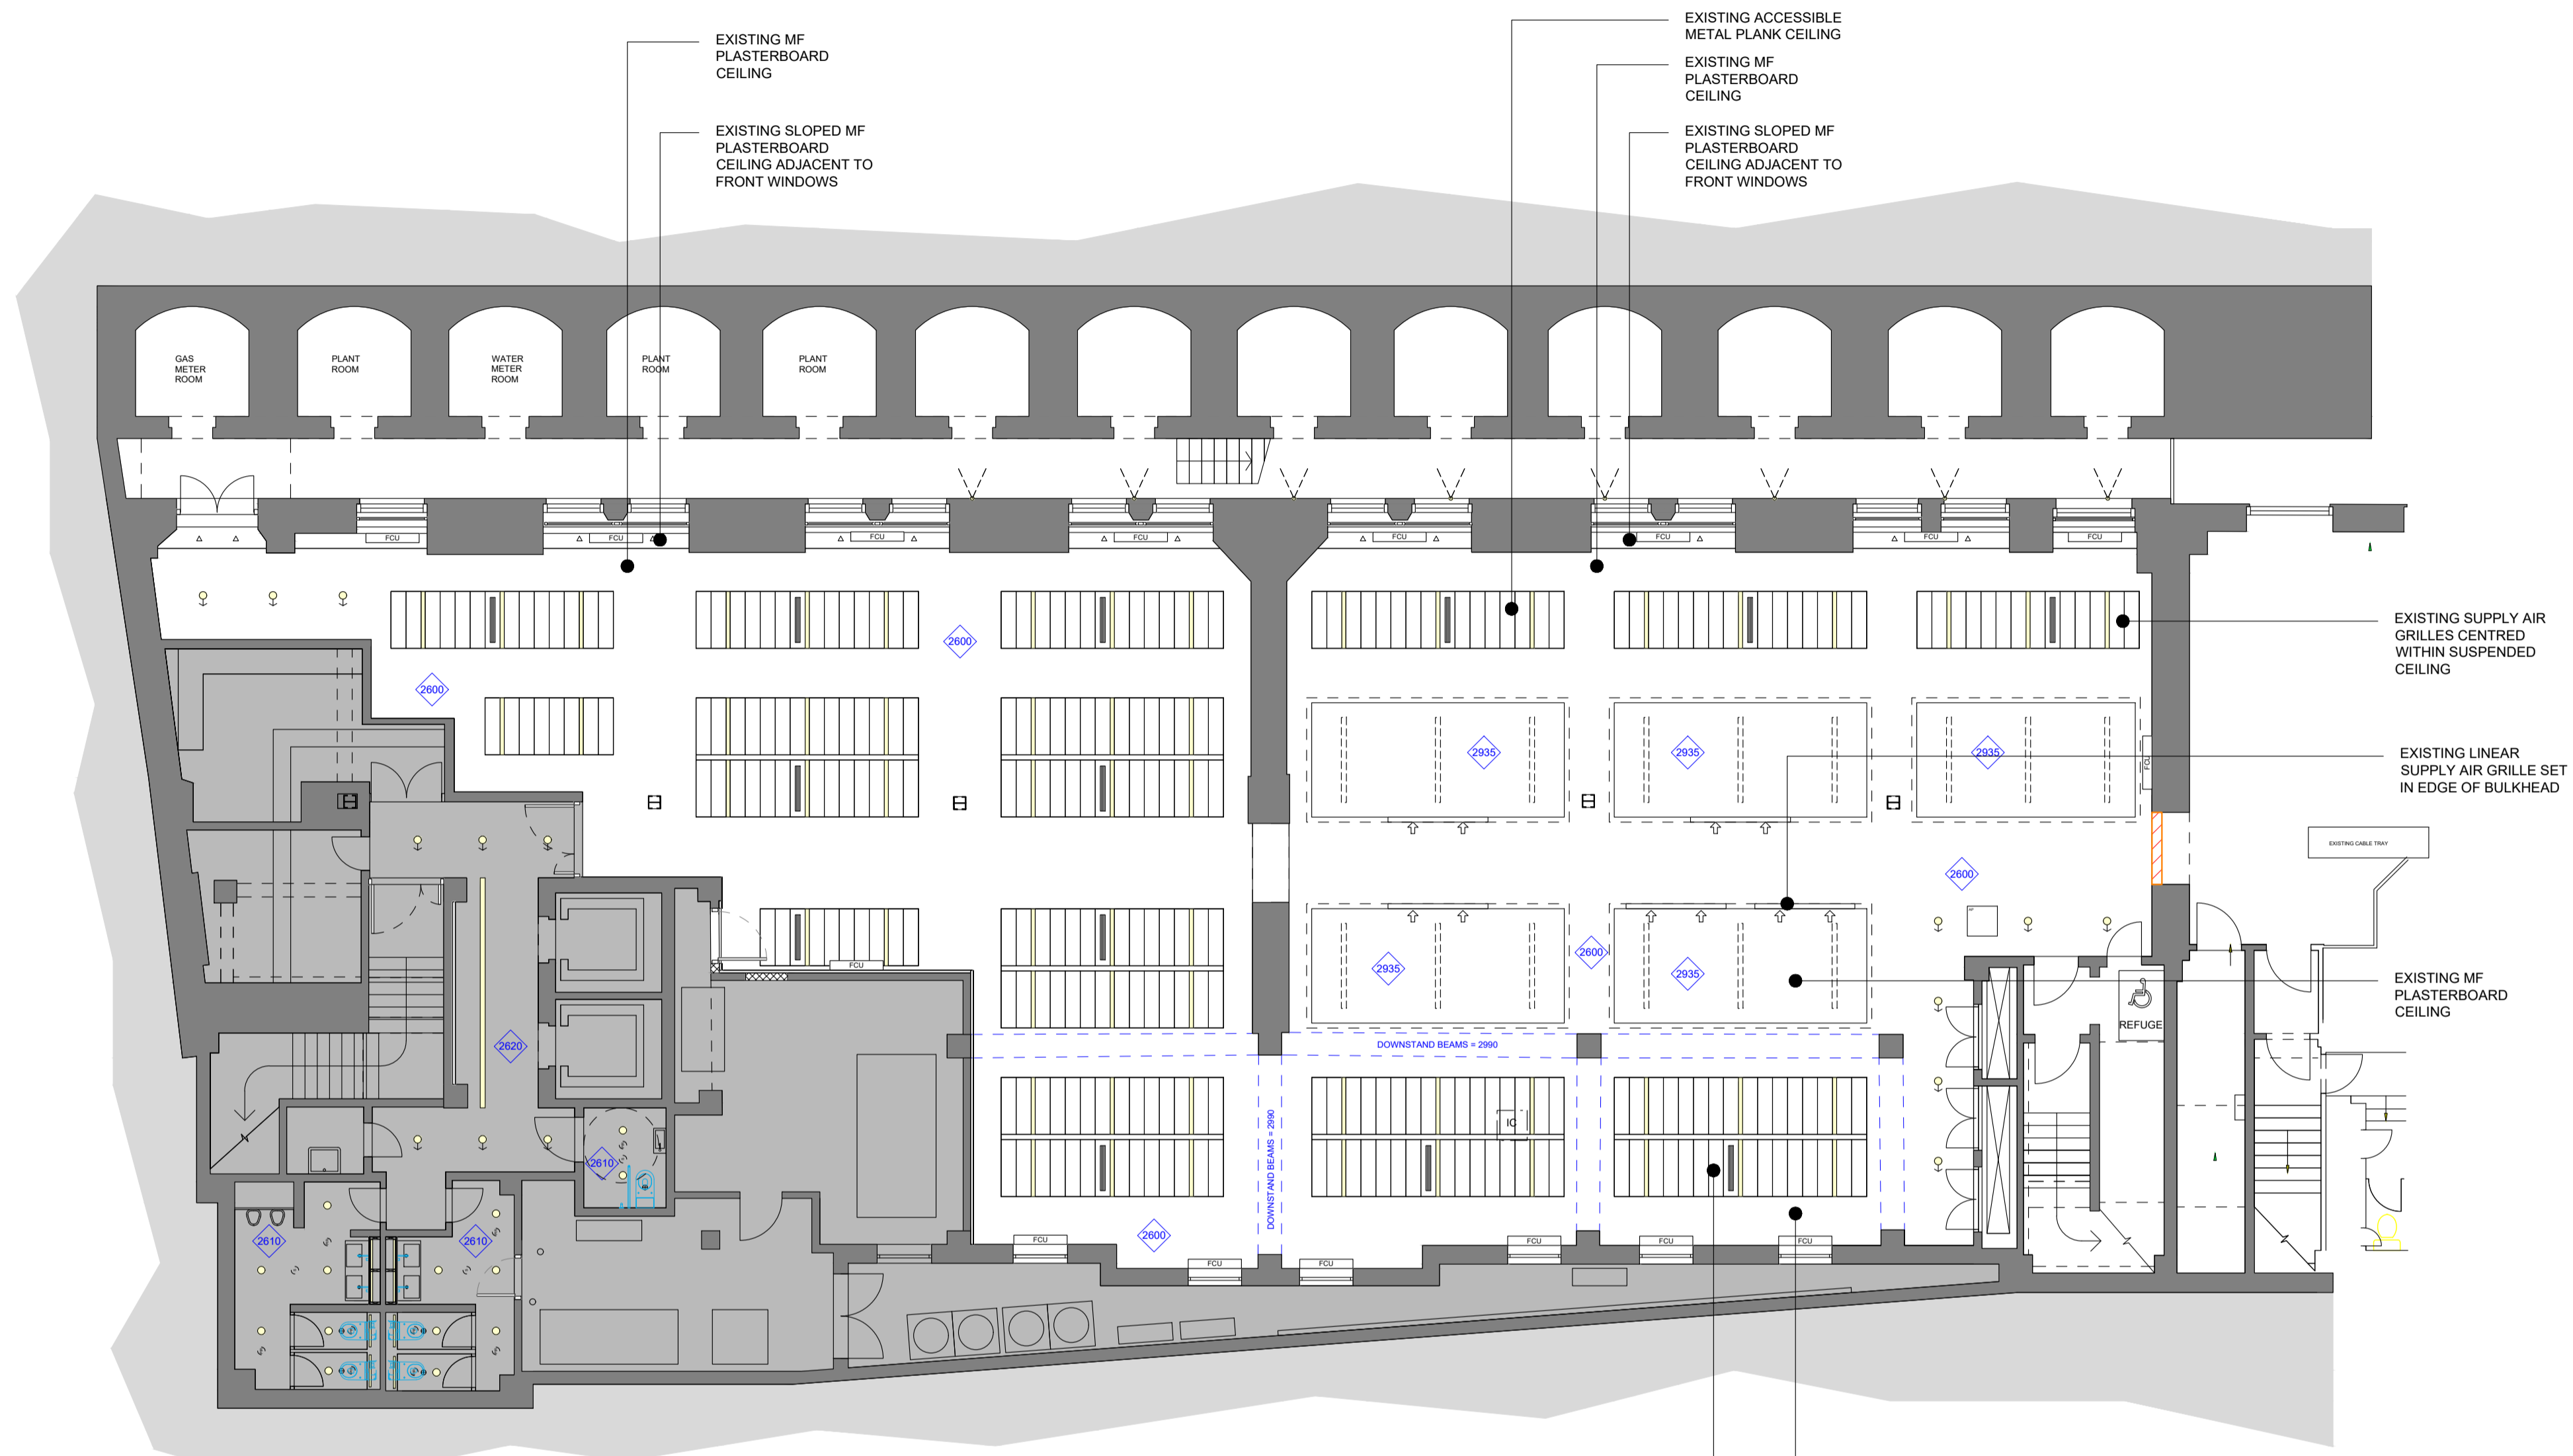 EXISTING MF
PLASTERBOARD
CEILING
EXISTING SLOPED MF
PLASTERBOARD
CEILING ADJACENT TO
FRONT WINDOWS
EXISTING ACCESSIBLE
METAL PLANK CEILING
EXISTING MF
PLASTERBOARD
CEILING
EXISTING SLOPED MF
PLASTERBOARD
CEILING ADJACENT TO
FRONT WINDOWS
GAS
METER
ROOM
PLANT
ROOM
WATER
METER
ROOM
PLANT
ROOM
PLANT
ROOM
FCU
FCU
FCU
FCU
FCU
FCU
FCU
FCU
2600
2600
EXISTING SUPPLY AIR
GRILLES CENTRED
WITHIN SUSPENDED
CEILING
2935
2935
2935
FCU
EXISTING LINEAR
SUPPLY AIR GRILLE SET
IN EDGE OF BULKHEAD
EXISTING CABLE TRAY
2600
FCU
2935
2600
2935
EXISTING MF
PLASTERBOARD
CEILING
REFUGE
2620
DOWNSTAND BEAMS = 2990
DOWNSTAND BEAMS = 2990
IC
2610
2610
2610
2600
FCU
FCU
FCU
FCU
FCU
FCU